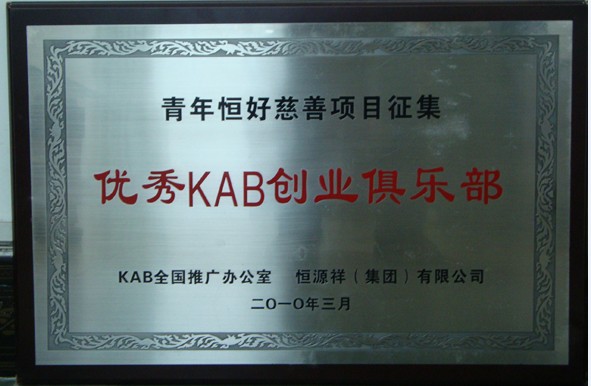 青年恒好慈善项目征集
优秀KAB创业俱乐部
KAB全国推广办公室 恒源祥（集团）有限公司
二〇一〇年三月